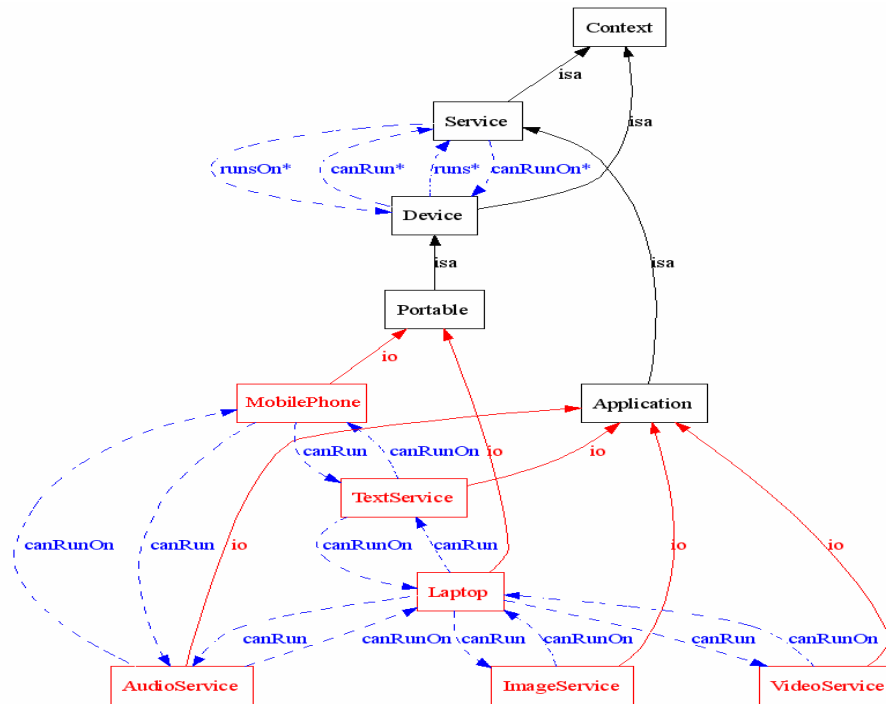 Context
isa
Service
isa
runsOn*
canRun*
runs*
canRunOn*
Device
isa
isa
Portable
io
MobilePhone
Application
canRun
canRunOn
io
io
TextService
canRunOn
canRun
io
canRunOn
canRun
io
io
Laptop
canRun
canRunOn
canRun
canRunOn
canRun
canRunOn
AudioService
ImageService
VideoService